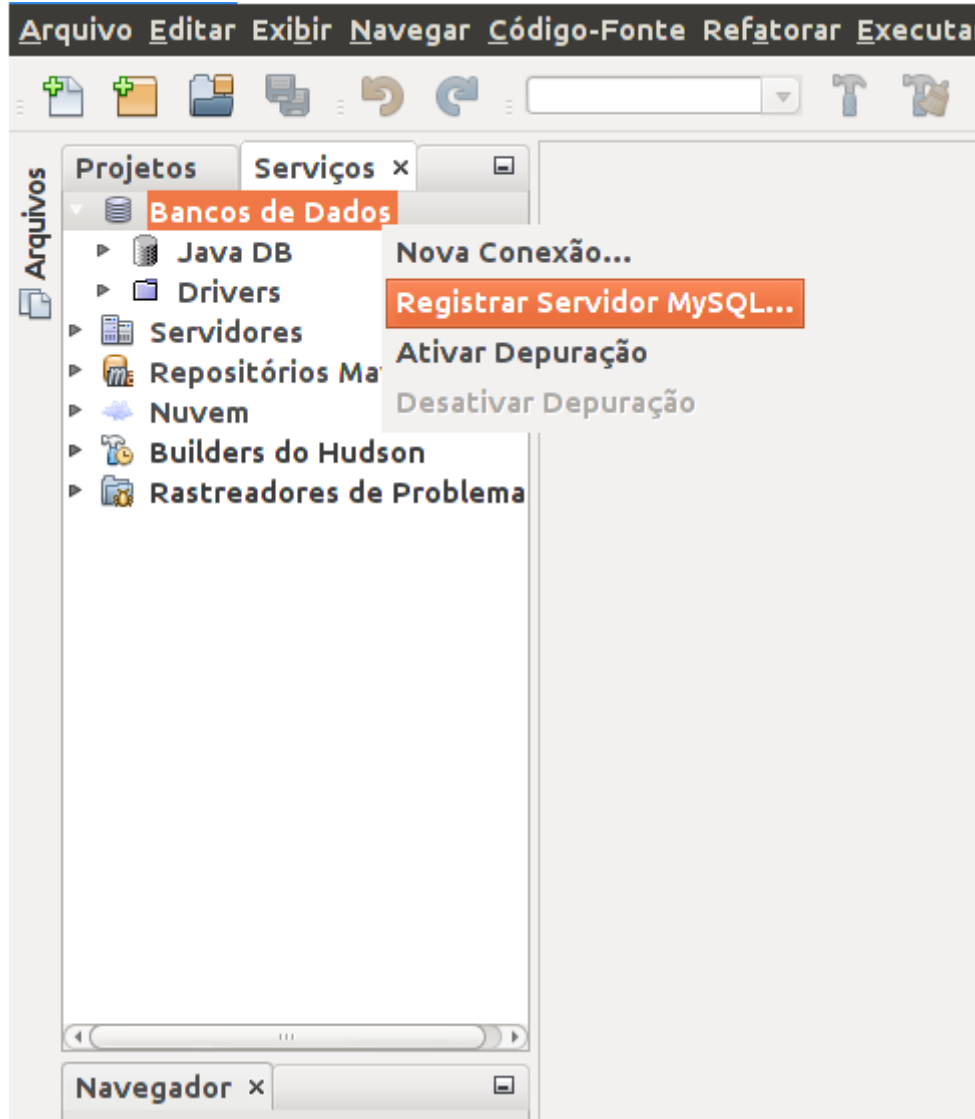 Arquivo Editar Exibir Navegar Código-Fonte Refatorar Executar
Arquivos
Projetos Serviços
Bancos de Dados
Java DB
Drivers
Servidores
Repositórios Ma
Nuvem
Builders do Hudson
Rastreadores de Problema
Nova Conexão...
Registrar Servidor MySQL...
Ativar Depuração
Desativar Depuração
Navegador